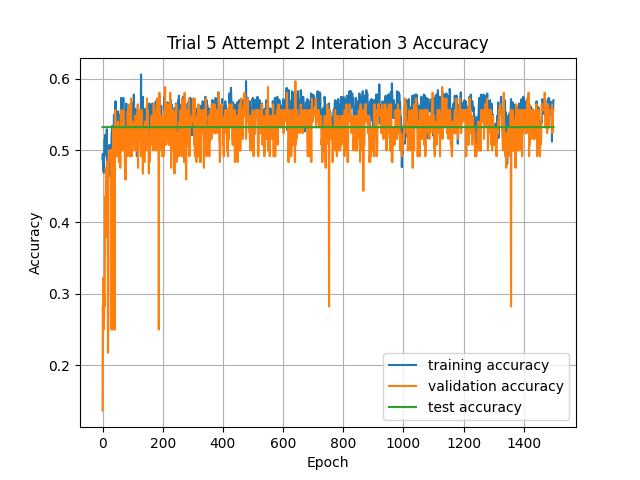 Trial 5 Attempt 2 Interation 3 Accuracy
0.6
0.5
0.4
0.3
0.2
Accuracy
0 200 400 600 800 1000 1200 1400
Epoch
training accuracy
validation accuracy
test accuracy